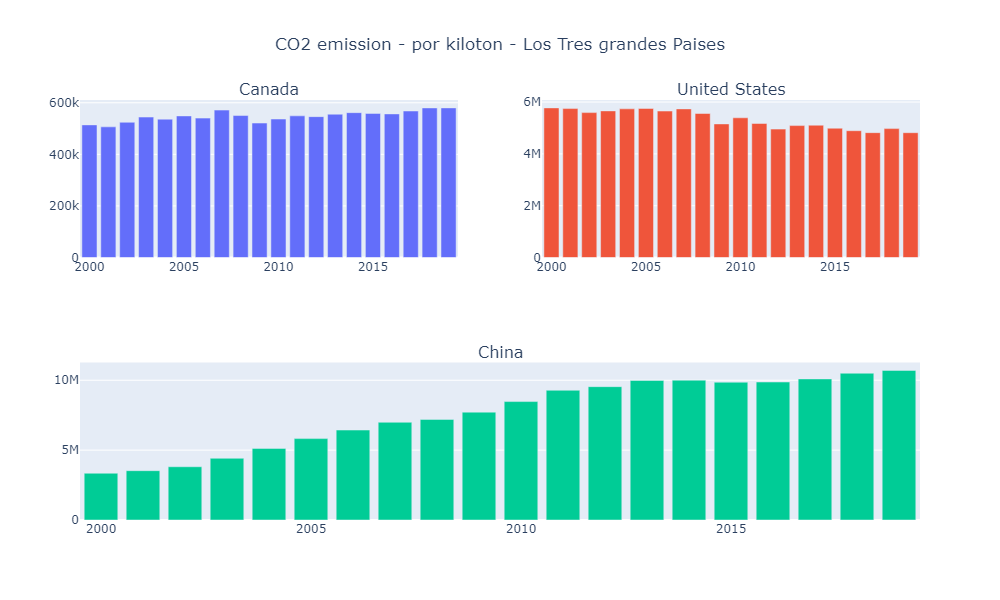 CO2 emission - por kiloton - Los Tres grandes Paises
Canada
600k
400k
200k
0
2000 2005 2010 2015
United States
6M
4M
2M
0
2000 2005 2010 2015
China
10M
5M
0
2000 2005 2010 2015